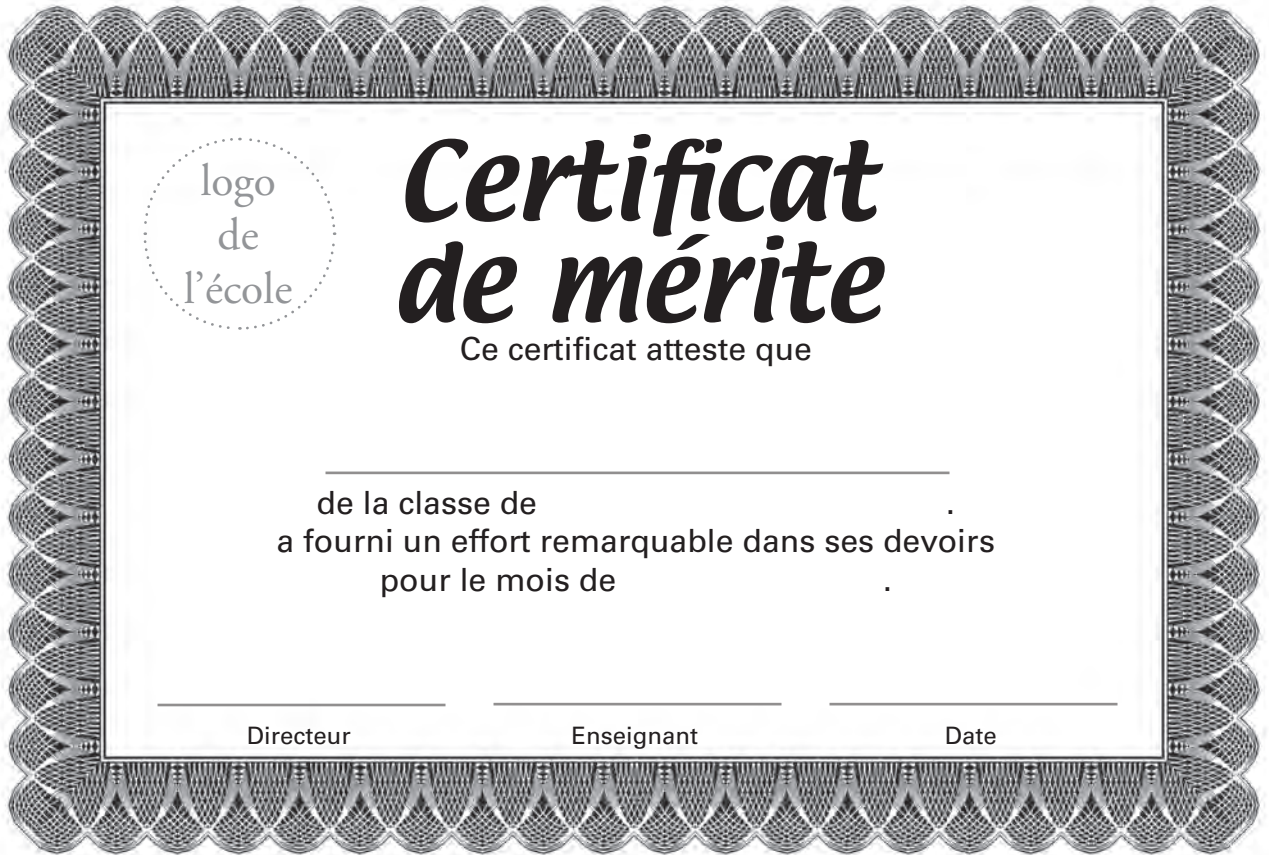 logo
de
l’école
Certificat
de mérite
Ce certificat atteste que
de la classe de .
a fourni un effort remarquable dans ses devoirs
pour le mois de .
Directeur Enseignant Date